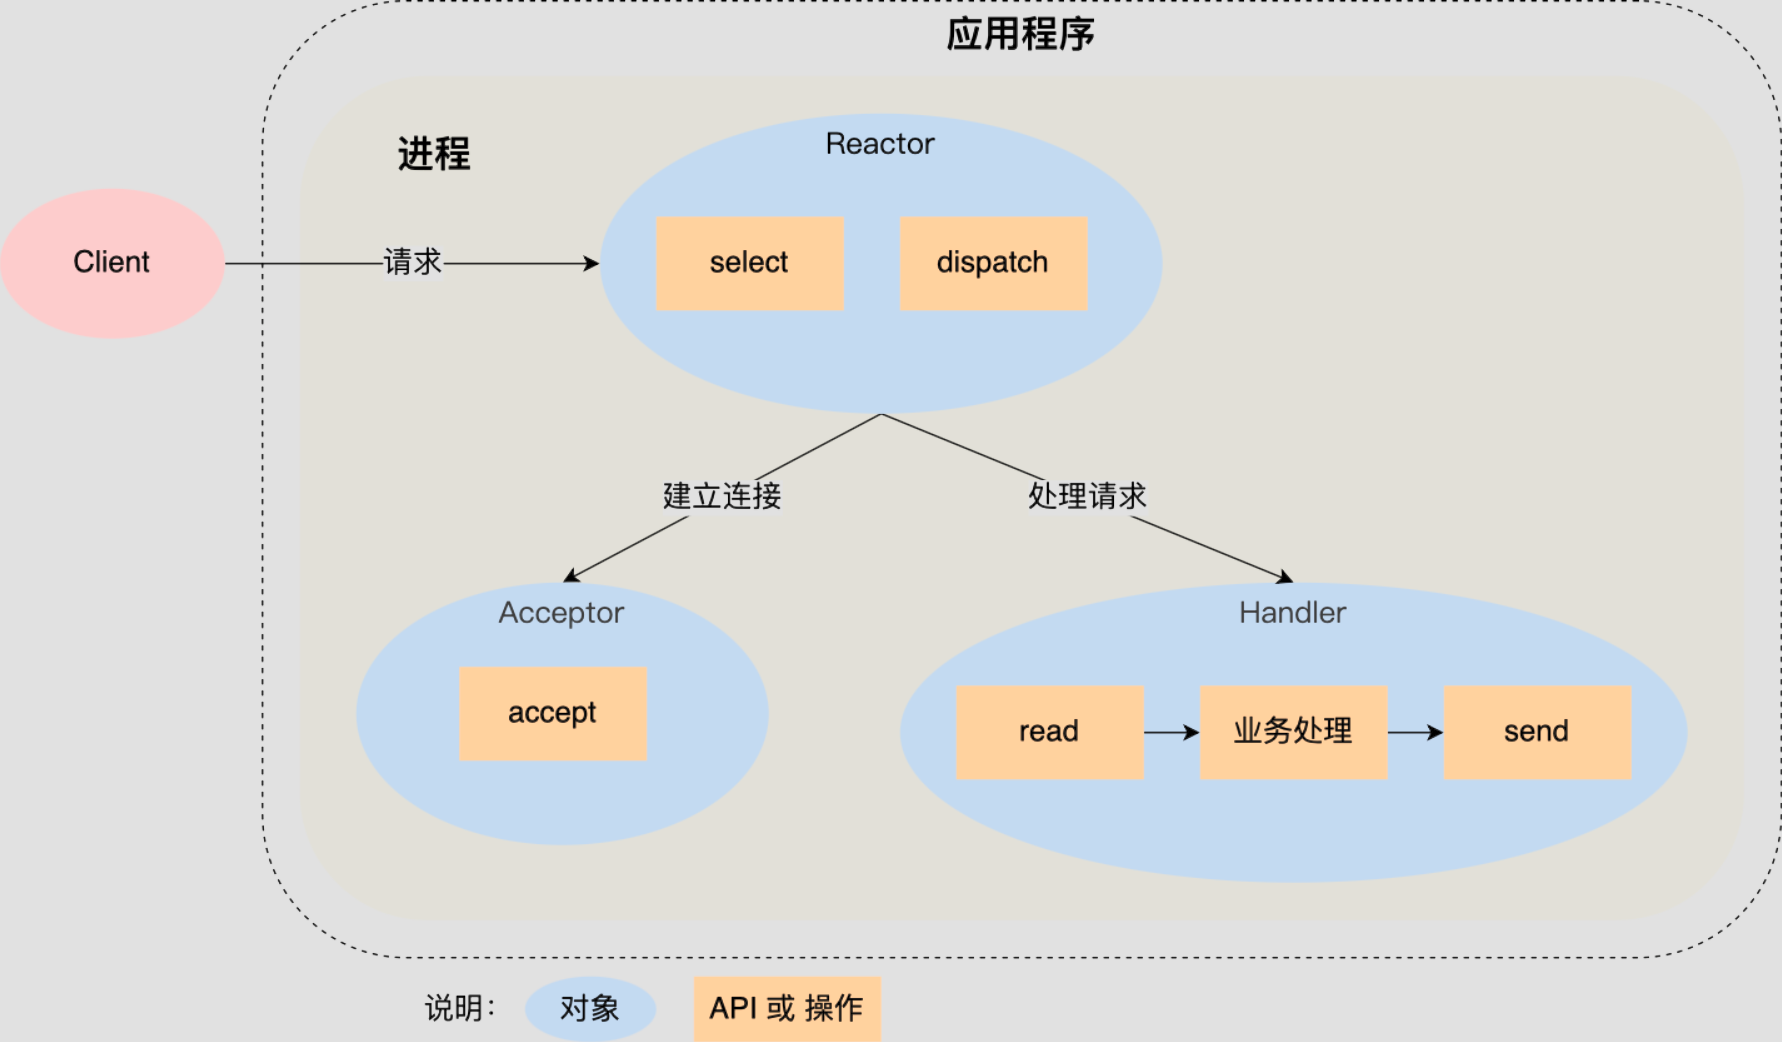 应用程序
进程
Reactor
select
dispatch
Client
请求
建立连接
处理请求
Acceptor
accept
Handler
read
业务处理
send
说明：
对象
API 或 操作